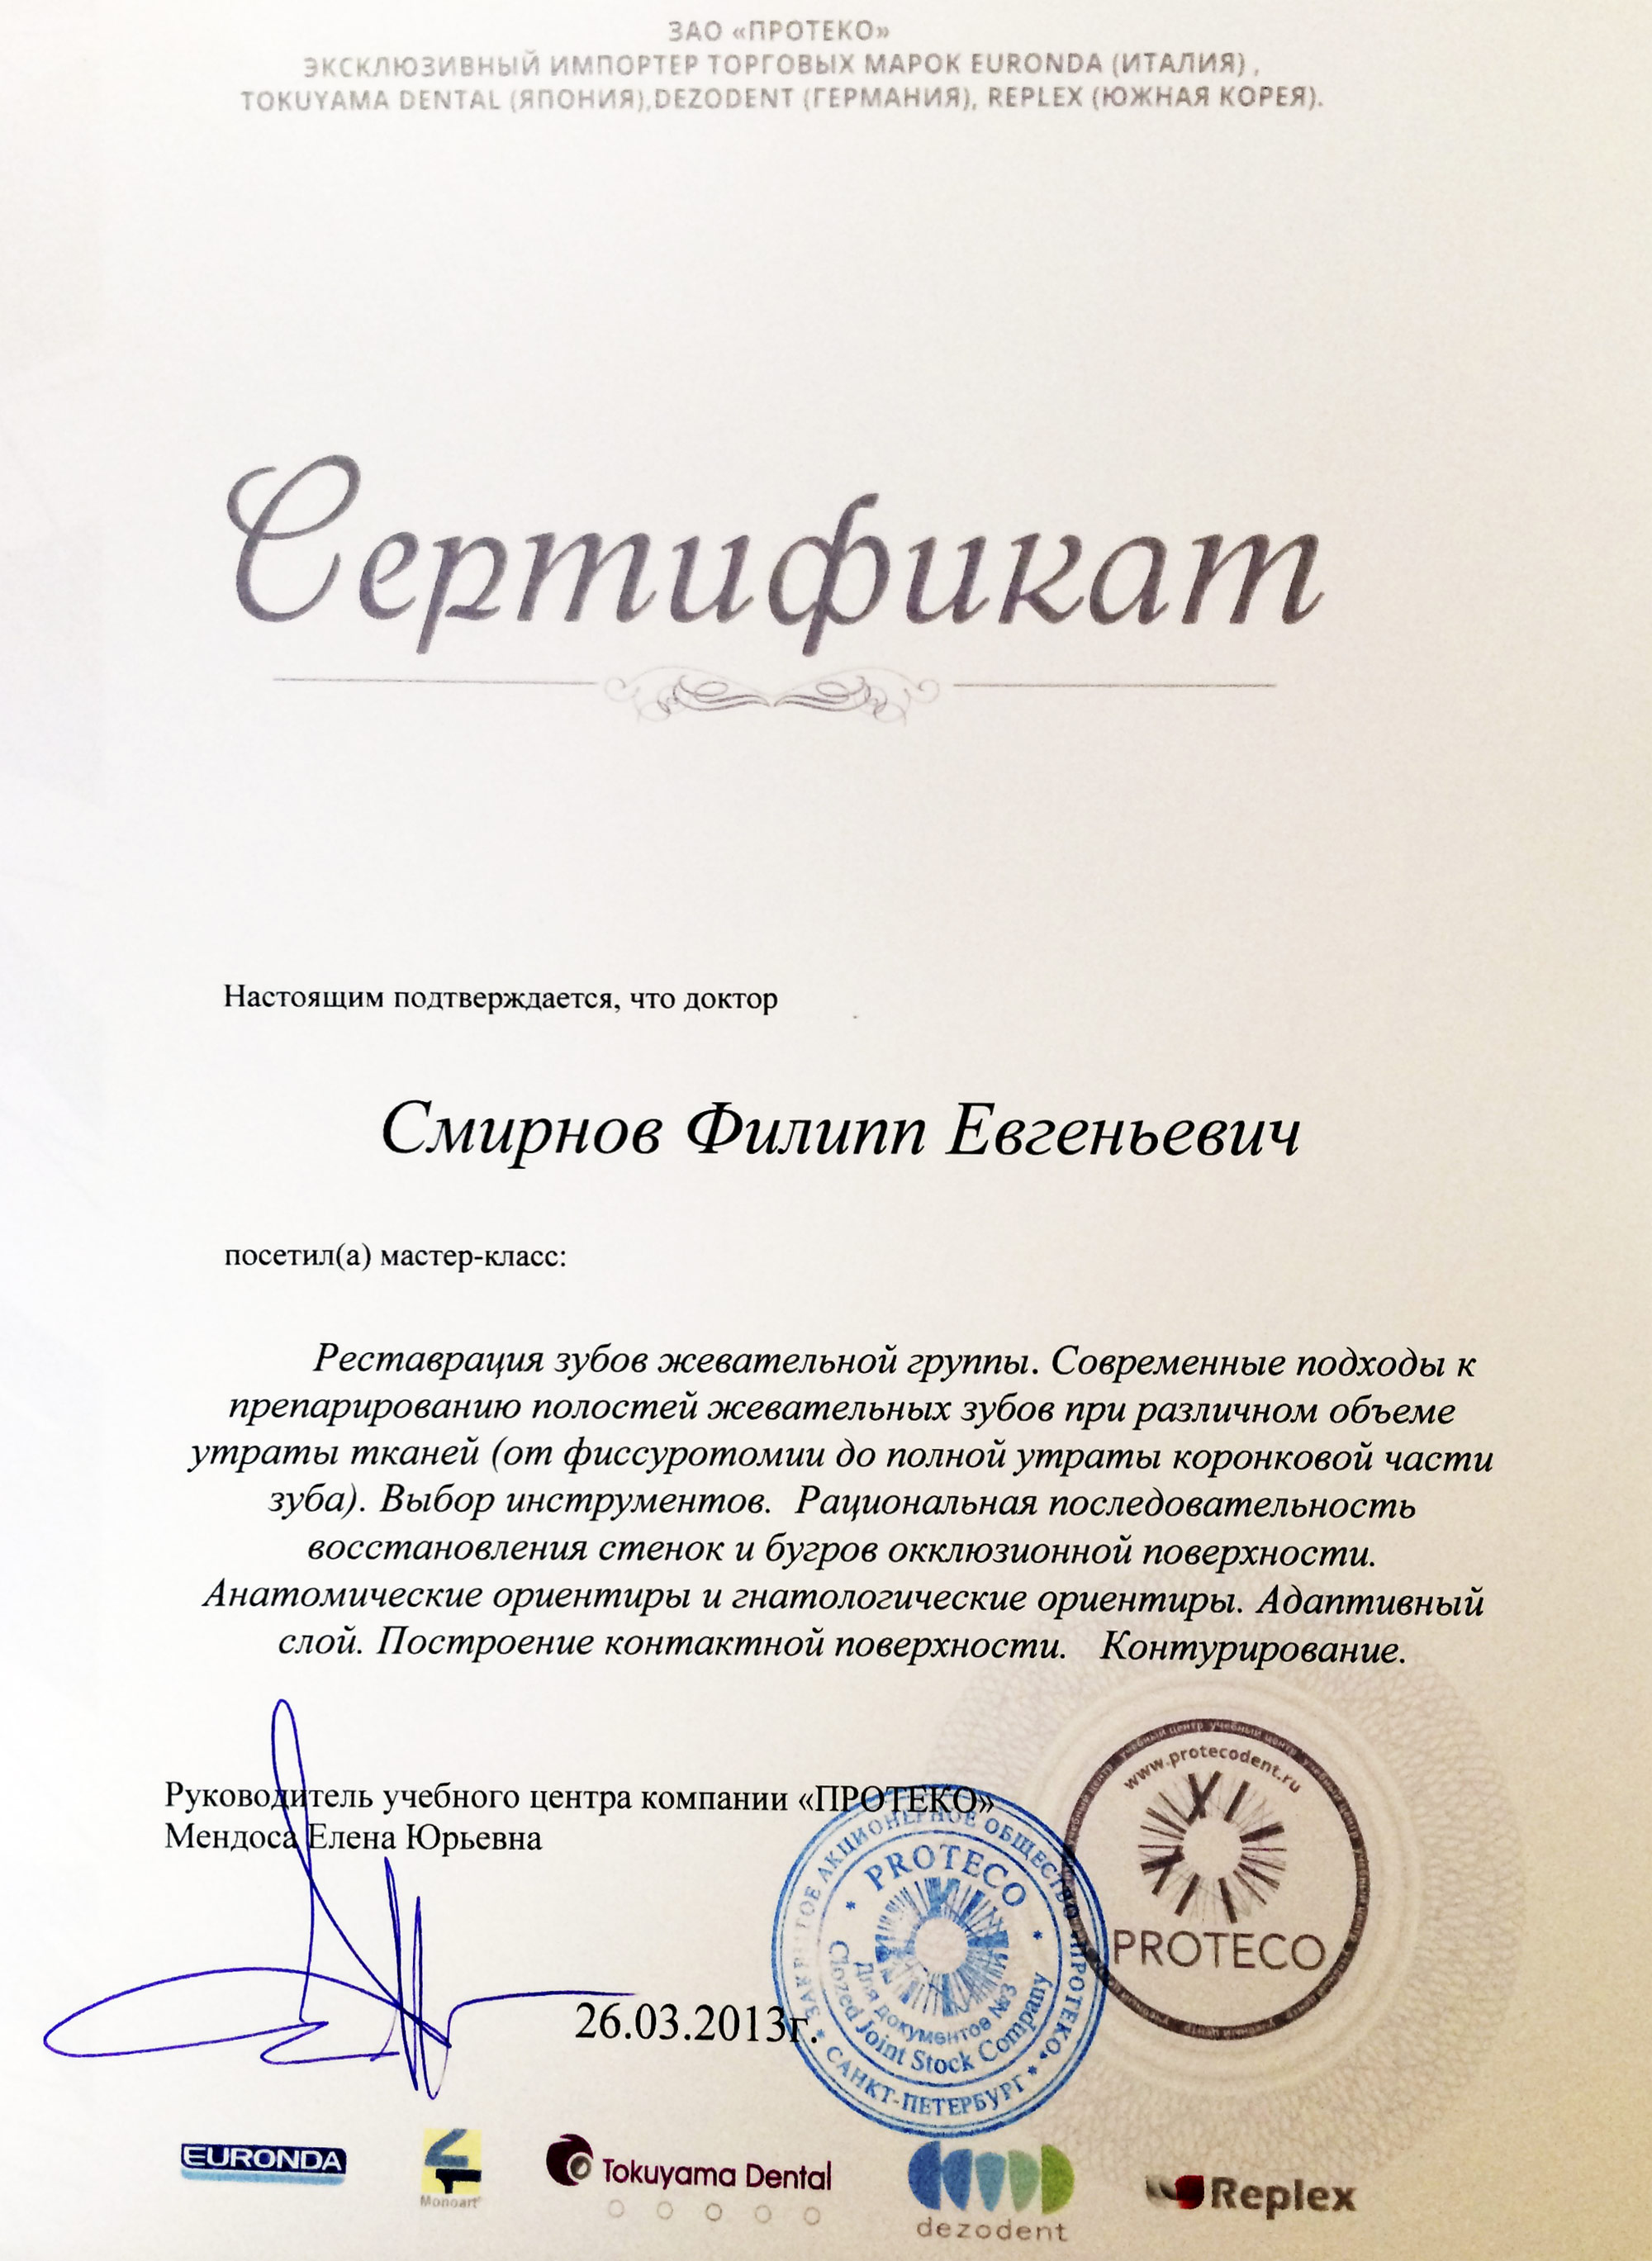 ЗАО «ПРОТЕКО»
ЭКСКЛЮЗИВНЫЙ ИМПОРТЕР ТОРГОВЫХ МАРОК EURONDA (ИТАЛИЯ) ,
TOKUYAMA DENTAL (ЯПОНИЯ),DEZODENT (ГЕРМАНИЯ), REPLEX (ЮЖНАЯ КОРЕЯ).
Сертификат
Настоящим подтверждается, что доктор
Смирнов Филипп Евгеньевич
посетил(а) мастер-класс:
Реставрация зубов жевательной группы. Современные подходы к
препарированию полостей жевательных зубов при различном объеме
утраты тканей (от фиссуротомии до полной утраты коронковой части
зуба). Выбор инструментов. Рациональная последовательность
восстановления стенок и бугров окклюзионной поверхности.
Анатомические ориентиры и гнатологические ориентиры. Адаптивный
слой. Построение контактной поверхности. Контурирование.
Руководитель учебного центра компании «ПРОТЕКО»
Мендоса Елена Юрьевна
26.03.2013г.
АКЦИОНЕРНОЕ ОБЩЕСТВО «ПРОТЕКО»
* САНКТ-ПЕТЕРБУРГ *
* PROTECO *
Clozed Joint Stock Company
Для документов №3
учебный центр учебный центр
www.protecodent.ru
PROTECO
EURONDA
Monoart
Tokuyama Dental
dezodent
Replex